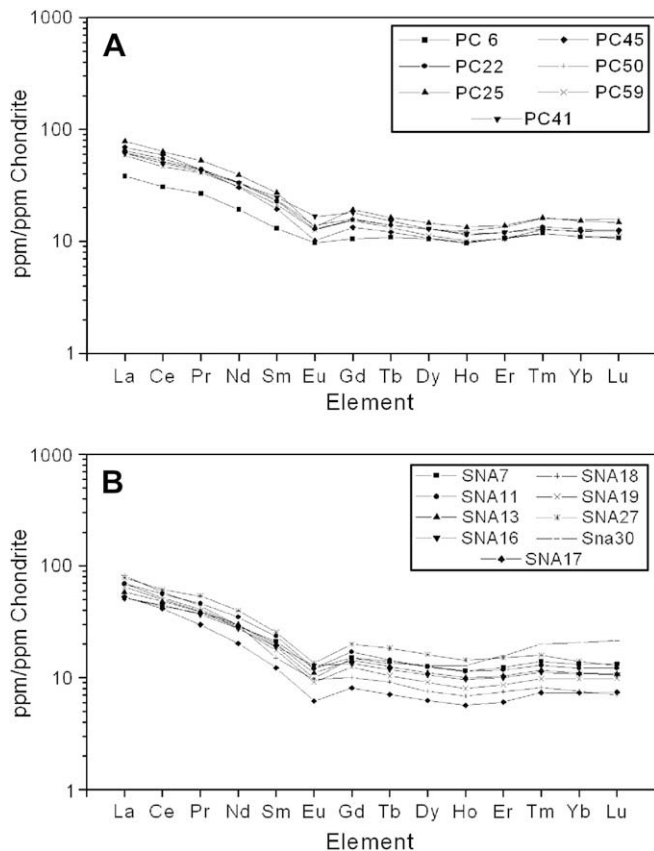 A
PC 6 PC45
PC22 PC50
PC25 PC59
PC41
1000
100
10
1
ppm/ppm Chondrite
La Ce Pr Nd Sm Eu Gd Tb Dy Ho Er Tm Yb Lu
Element
B
SNA7 SNA18
SNA11 SNA19
SNA13 SNA27
SNA16 Sna30
SNA17
1000
100
10
1
ppm/ppm Chondrite
La Ce Pr Nd Sm Eu Gd Tb Dy Ho Er Tm Yb Lu
Element